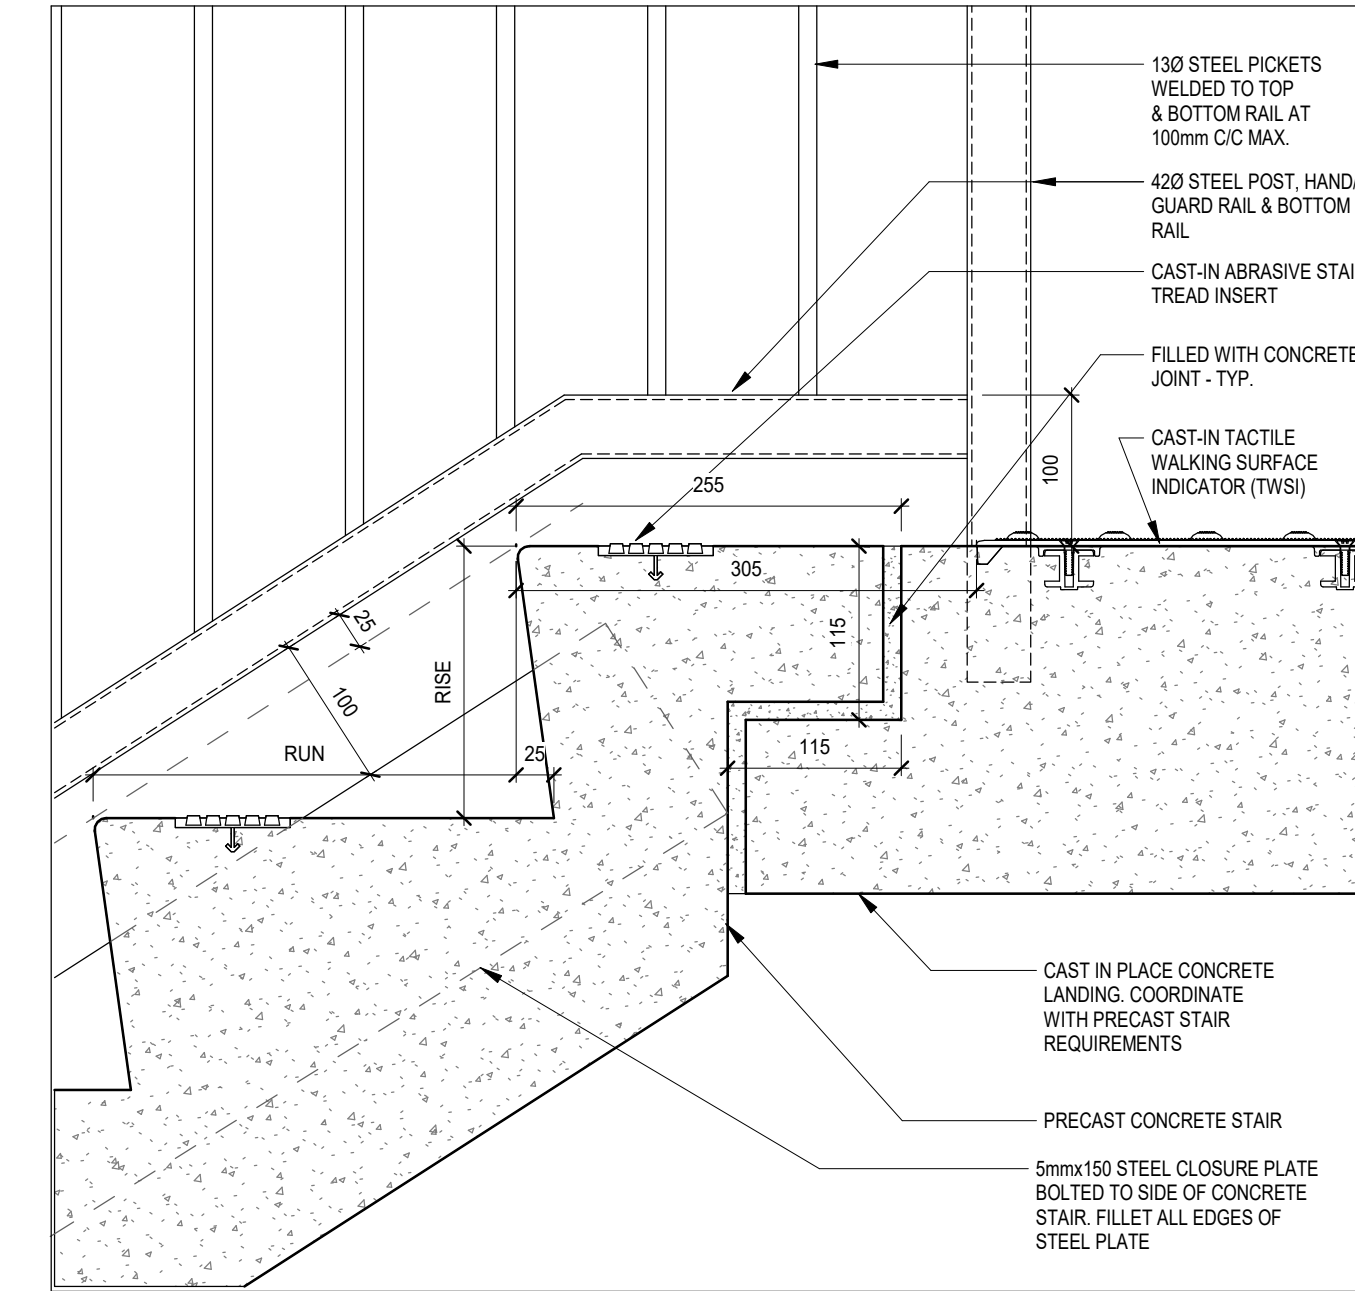 13Ø STEEL PICKETS
WELDED TO TOP
& BOTTOM RAIL AT
100mm C/C MAX.
42Ø STEEL POST, HAND/
GUARD RAIL & BOTTOM
RAIL
CAST-IN ABRASIVE STAI
TREAD INSERT
FILLED WITH CONCRETE
JOINT - TYP.
CAST-IN TACTILE
WALKING SURFACE
INDICATOR (TWSI)
100
255
305
115
25
100
RISE
RUN
25
115
CAST IN PLACE CONCRETE
LANDING. COORDINATE
WITH PRECAST STAIR
REQUIREMENTS
PRECAST CONCRETE STAIR
5mmx150 STEEL CLOSURE PLATE
BOLTED TO SIDE OF CONCRETE
STAIR. FILLET ALL EDGES OF
STEEL PLATE